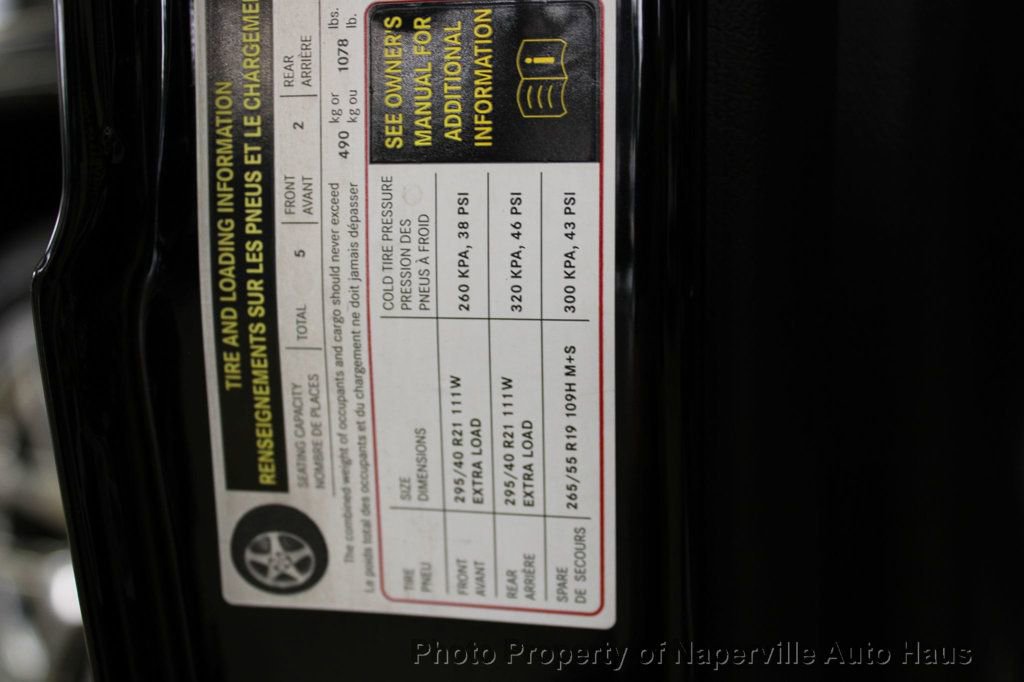 TIRE AND LOADING INFORMATION
RENSEIGNEMENTS SUR LES PNEUS ET LE CHARGEME
SEATING CAPACITY
NOMBRE DE PLACES
TOTAL 5
FRONT
AVANT
2
REAR
ARRIÈRE
The combined weight of occupants and cargo should never exceed
Le poids total des occupants et du chargement ne doit jamais dépasser
490 kg or
kg ou
1078 lbs.
lb.
TIRE
PNEU
SIZE
DIMENSIONS
COLD TIRE PRESSURE
PRESSION DES
PNEUS À FROID
FRONT
AVANT
295/40 R21 111W
EXTRA LOAD
260 KPA, 38 PSI
REAR
ARRIÈRE
295/40 R21 111W
EXTRA LOAD
320 KPA, 46 PSI
SPARE
DE SECOURS
265/55 R19 109H M+S
300 KPA, 43 PSI
SEE OWNER'S
MANUAL FOR
ADDITIONAL
INFORMATION
Photo Property of Naperville Auto Haus